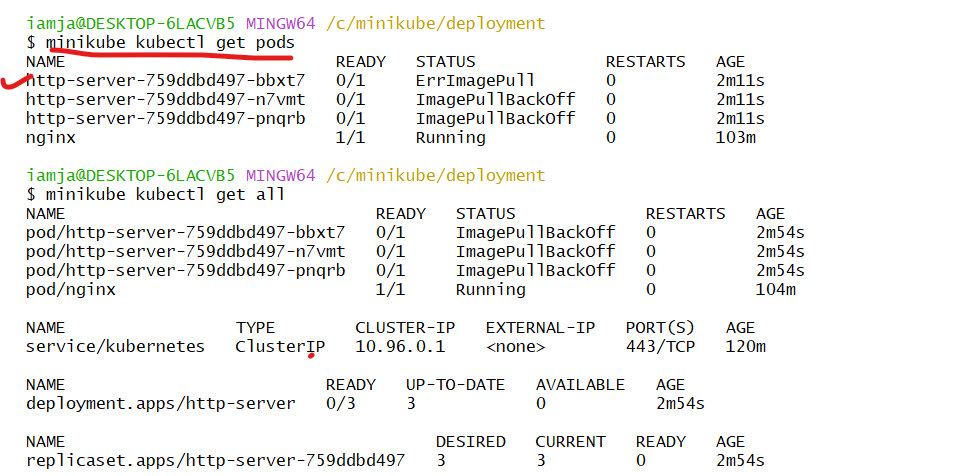 iamja@DESKTOP-6LACVB5 MINGW64 /c/minikube/deployment
$ minikube kubectl get pods
NAME READY STATUS RESTARTS AGE
http-server-759ddbd497-bbxt7 0/1 ErrImagePull 0 2m11s
http-server-759ddbd497-n7vmt 0/1 ImagePullBackOff 0 2m11s
http-server-759ddbd497-pnqrb 0/1 ImagePullBackOff 0 2m11s
nginx 1/1 Running 0 103m
iamja@DESKTOP-6LACVB5 MINGW64 /c/minikube/deployment
$ minikube kubectl get all
NAME READY STATUS RESTARTS AGE
pod/http-server-759ddbd497-bbxt7 0/1 ImagePullBackOff 0 2m54s
pod/http-server-759ddbd497-n7vmt 0/1 ImagePullBackOff 0 2m54s
pod/http-server-759ddbd497-pnqrb 0/1 ImagePullBackOff 0 2m54s
pod/nginx 1/1 Running 0 104m
NAME TYPE CLUSTER-IP EXTERNAL-IP PORT(S) AGE
service/kubernetes ClusterIP 10.96.0.1 <none> 443/TCP 120m
NAME READY UP-TO-DATE AVAILABLE AGE
deployment.apps/http-server 0/3 3 0 2m54s
NAME DESIRED CURRENT READY AGE
replicaset.apps/http-server-759ddbd497 3 3 0 2m54s